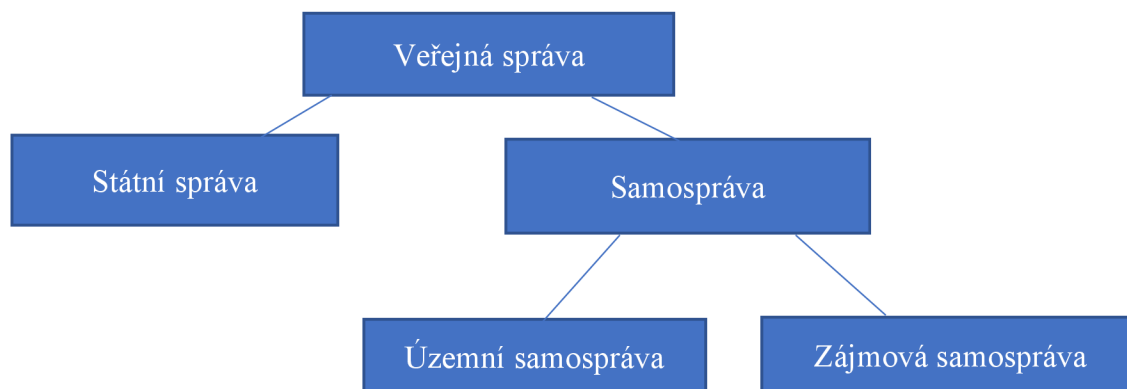 Veřejná správa
Státní správa
Samospráva
Územní samospráva
Zájmová samospráva